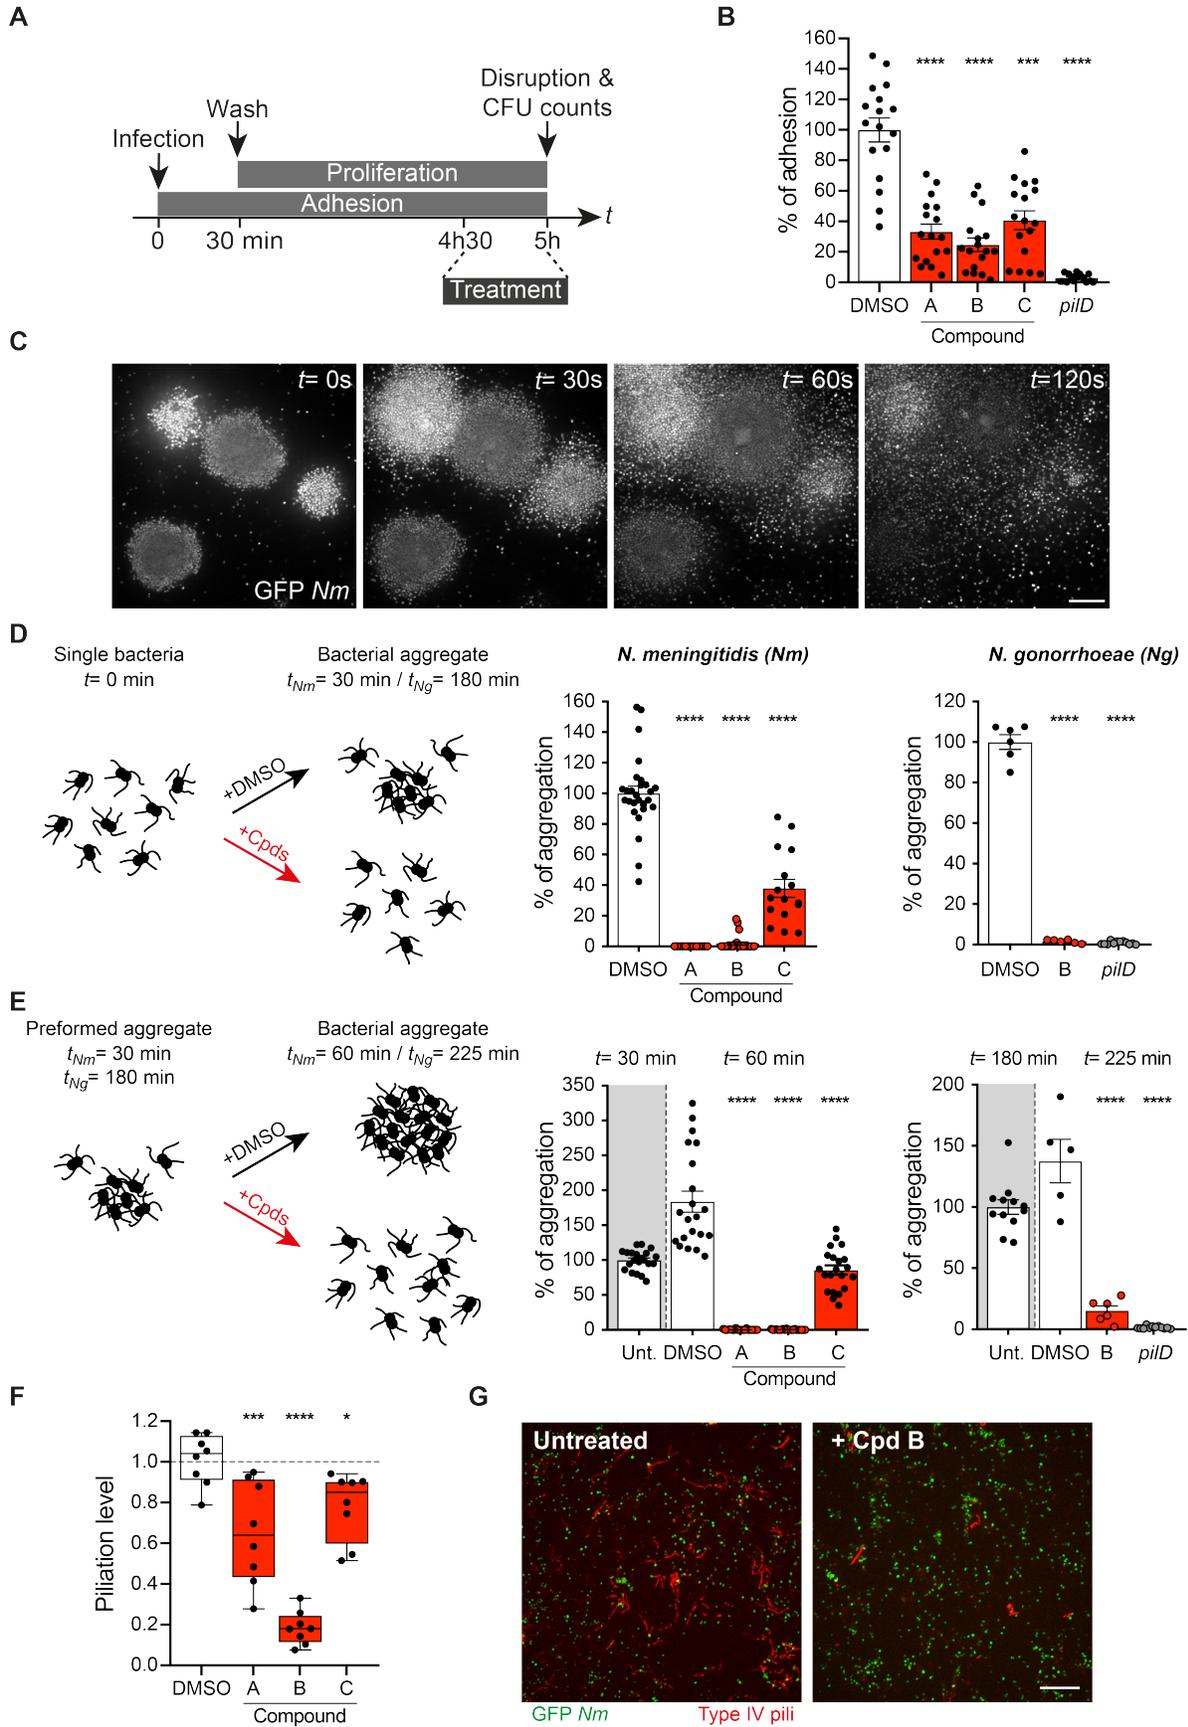 A
Infection
Wash
Disruption &
CFU counts
Proliferation
Adhesion
t
0
30 min
4h30
5h
Treatment
B
% of adhesion
160
140
120
100
80
60
40
20
0
**** **** *** ****
DMSO A B C pilD
Compound
C
t= 0s
t= 30s
t= 60s
t=120s
GFP Nm
D
Single bacteria
t= 0 min
Bacterial aggregate
tNm= 30 min / tNg= 180 min
+DMSO
+Cpds
N. meningitidis (Nm)
% of aggregation
160
140
120
100
80
60
40
20
0
**** **** ****
DMSO A B C
Compound
N. gonorrhoeae (Ng)
% of aggregation
120
100
80
60
40
20
0
**** ****
DMSO B pilD
E
Preformed aggregate
tNm= 30 min
tNg= 180 min
Bacterial aggregate
tNm= 60 min / tNg= 225 min
+DMSO
+Cpds
t= 30 min t= 60 min
% of aggregation
350
300
250
200
150
100
50
0
**** **** ****
Unt. DMSO A B C
Compound
t= 180 min t= 225 min
% of aggregation
200
150
100
50
0
**** ****
Unt. DMSO B pilD
F
Piliation level
1.2
1.0
0.8
0.6
0.4
0.2
0.0
*** **** *
DMSO A B C
Compound
G
Untreated
+ Cpd B
GFP Nm
Type IV pili